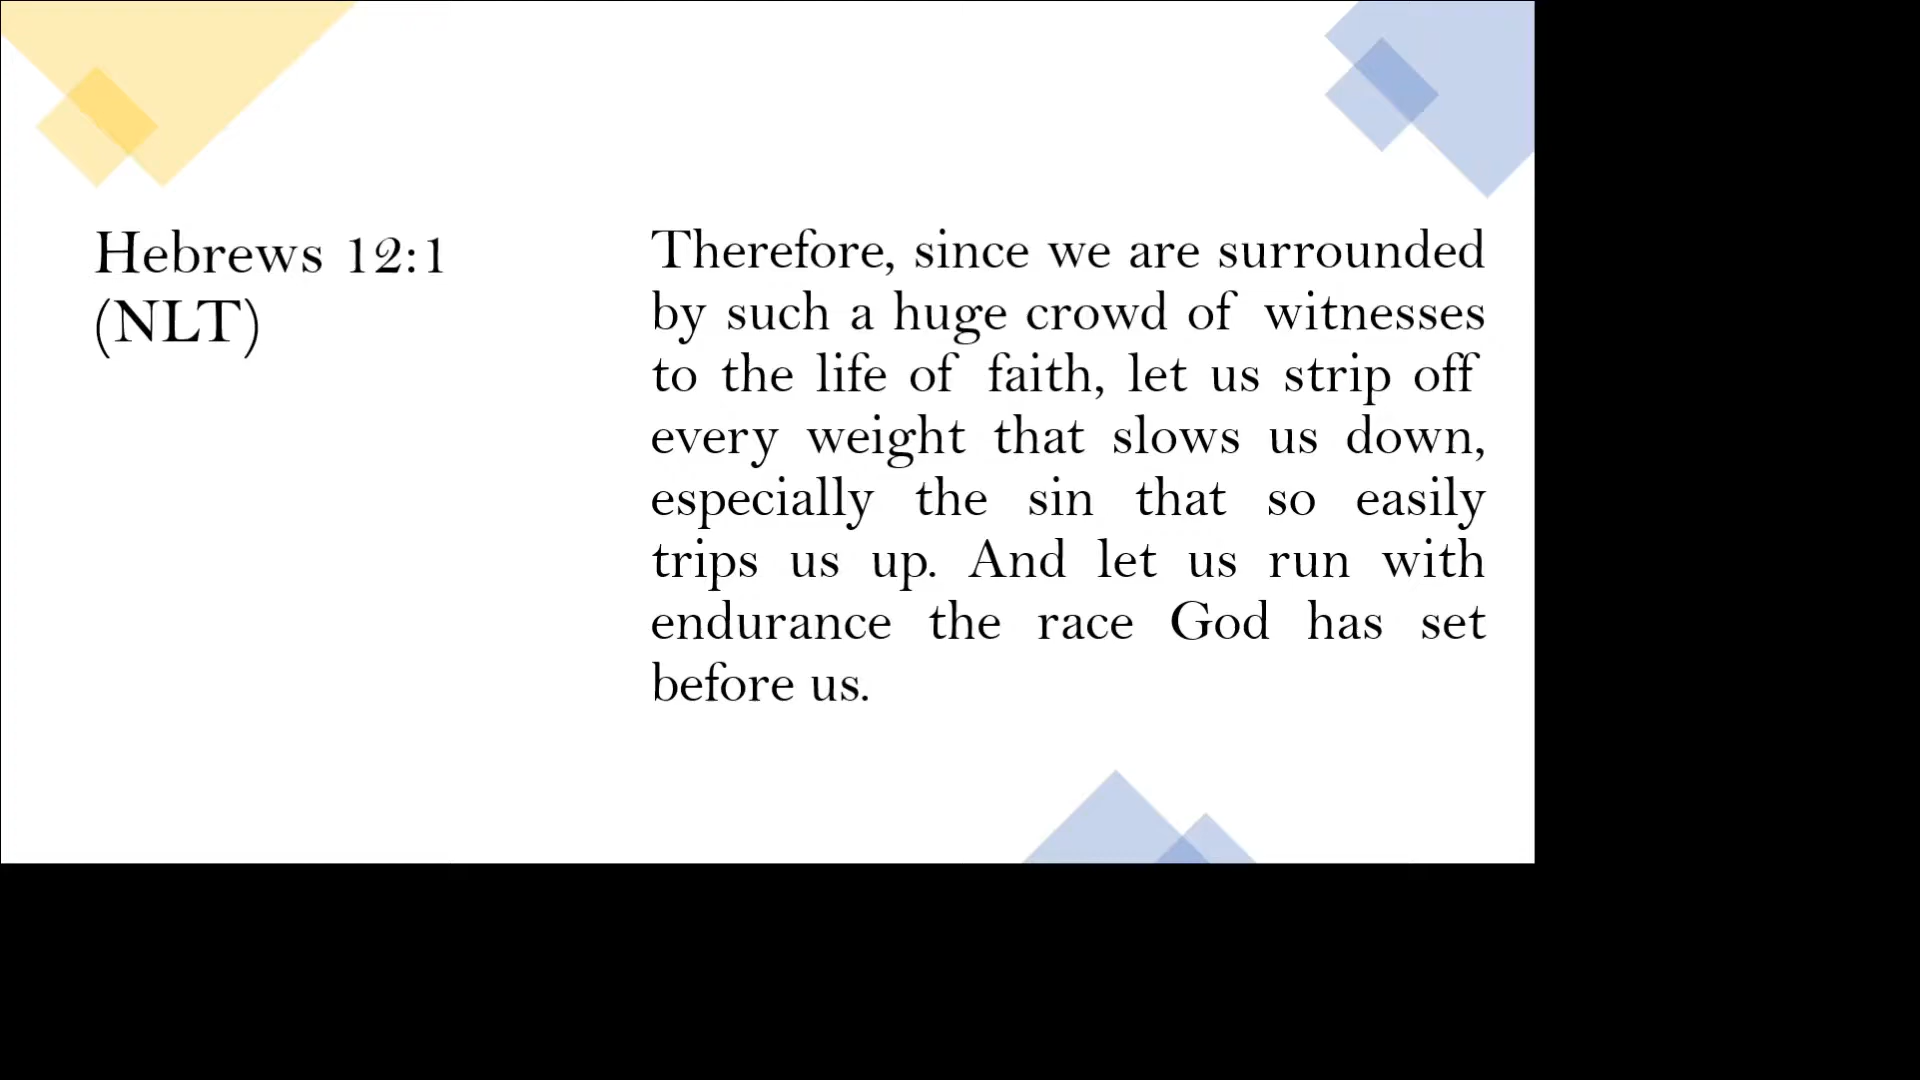 Hebrews 12:1
(NLT)
Therefore, since we are surrounded
by such a huge crowd of witnesses
to the life of faith, let us strip off
every weight that slows us down,
especially the sin that so easily
trips us up. And let us run with
endurance the race God has set
before us.